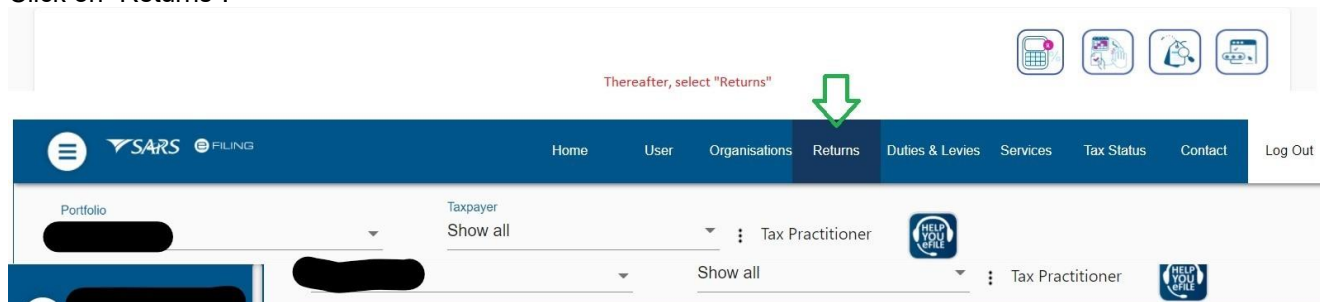 Click on "Returns".
Thereafter, select "Returns"
SARS e FILING Home User Organisations Returns Duties & Levies Services Tax Status Contact Log Out
Portfolio Taxpayer
Show all Tax Practitioner HELP YOU eFILE
Show all Tax Practitioner HELP YOU eFILE